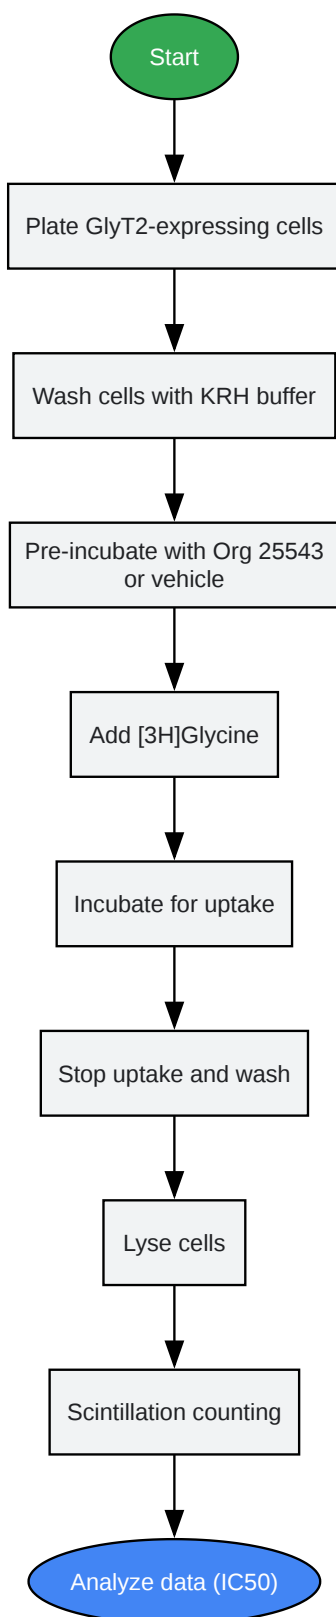 Start
Plate GlyT2-expressing cells
Wash cells with KRH buffer
Pre-incubate with Org 25543
or vehicle
Add [3H]Glycine
Incubate for uptake
Stop uptake and wash
Lyse cells
Scintillation counting
Analyze data (IC50)